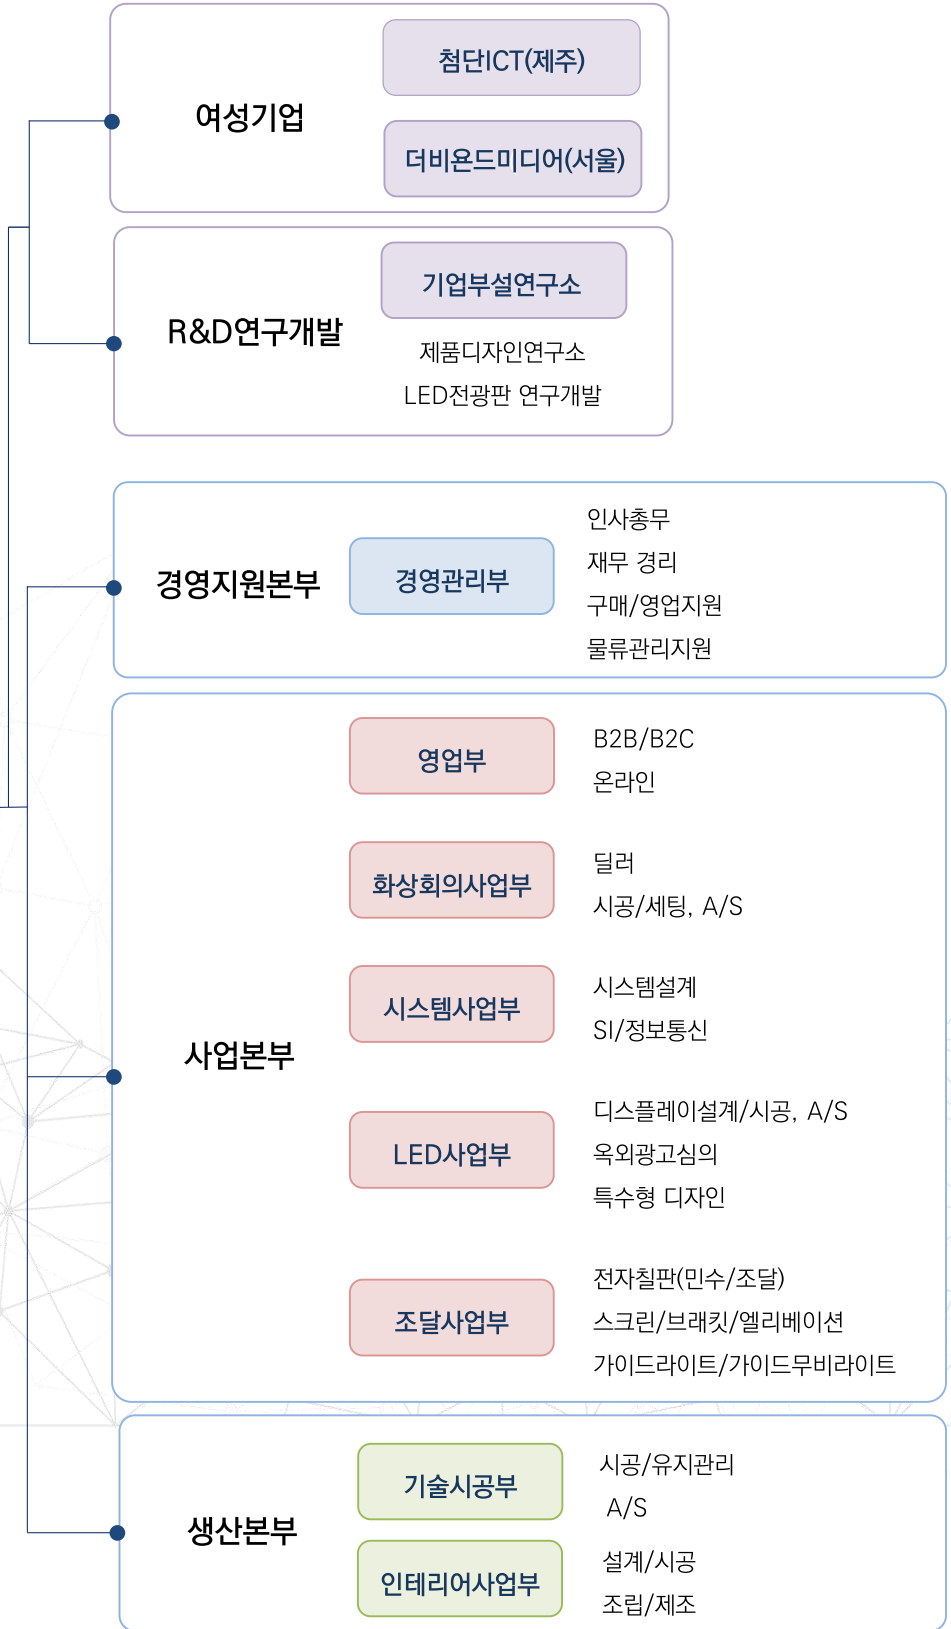 여성기업
첨단ICT(제주)
더비욘드미디어(서울)
R&D연구개발
기업부설연구소
제품디자인연구소
LED전광판 연구개발
경영지원본부
경영관리부
인사총무
재무 경리
구매/영업지원
물류관리지원
사업본부
영업부
B2B/B2C
온라인
화상회의사업부
딜러
시공/세팅, A/S
시스템사업부
시스템설계
SI/정보통신
LED사업부
디스플레이설계/시공, A/S
옥외광고심의
특수형 디자인
조달사업부
전자칠판(민수/조달)
스크린/브래킷/엘리베이션
가이드라이트/가이드무비라이트
생산본부
기술시공부
시공/유지관리
A/S
인테리어사업부
설계/시공
조립/제조